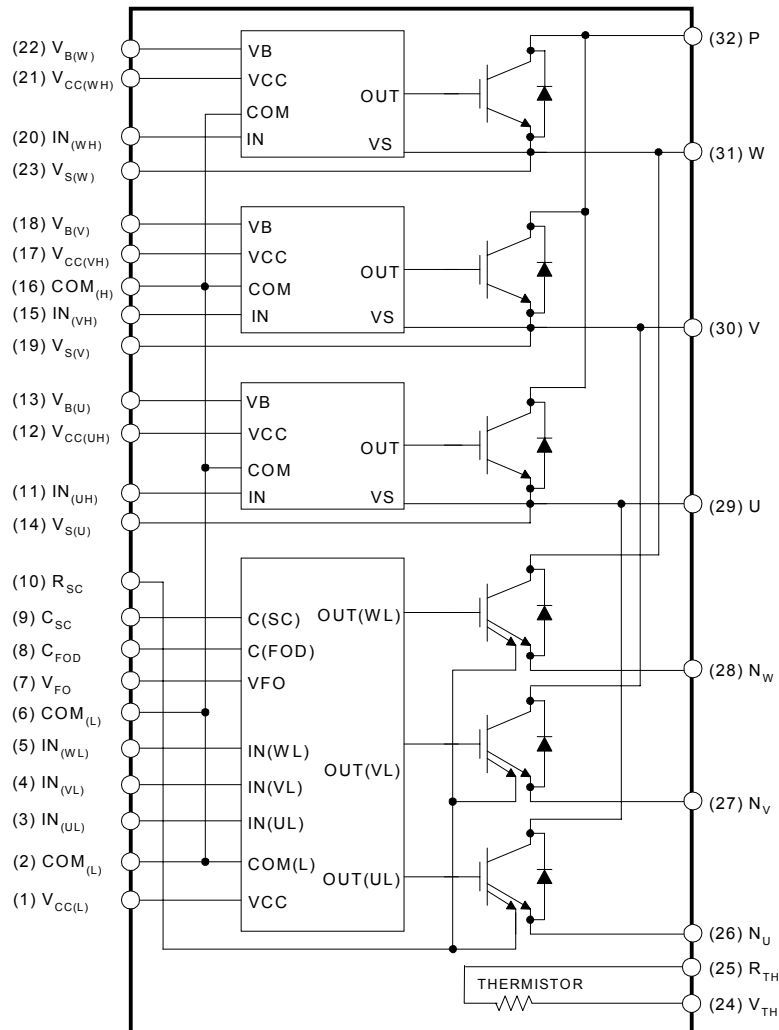 (22) V_B(W)
(21) V_CC(WH)
(20) IN_(WH)
(23) V_S(W)
VB
VCC
COM
IN
OUT
VS
(32) P
(31) W
(18) V_B(V)
(17) V_CC(VH)
(16) COM_(H)
(15) IN_(VH)
(19) V_S(V)
VB
VCC
COM
IN
OUT
VS
(30) V
(13) V_B(U)
(12) V_CC(UH)
(11) IN_(UH)
(14) V_S(U)
VB
VCC
COM
IN
OUT
VS
(29) U
(10) R_SC
(9) C_SC
(8) C_FOD
(7) V_FO
(6) COM_(L)
(5) IN_(WL)
(4) IN_(VL)
(3) IN_(UL)
(2) COM_(L)
(1) V_CC(L)
C(SC)
C(FOD)
VFO
IN(WL)
IN(VL)
IN(UL)
COM(L)
VCC
OUT(WL)
OUT(VL)
OUT(UL)
(28) N_W
(27) N_V
(26) N_U
(25) R_TH
(24) V_TH
THERMISTOR